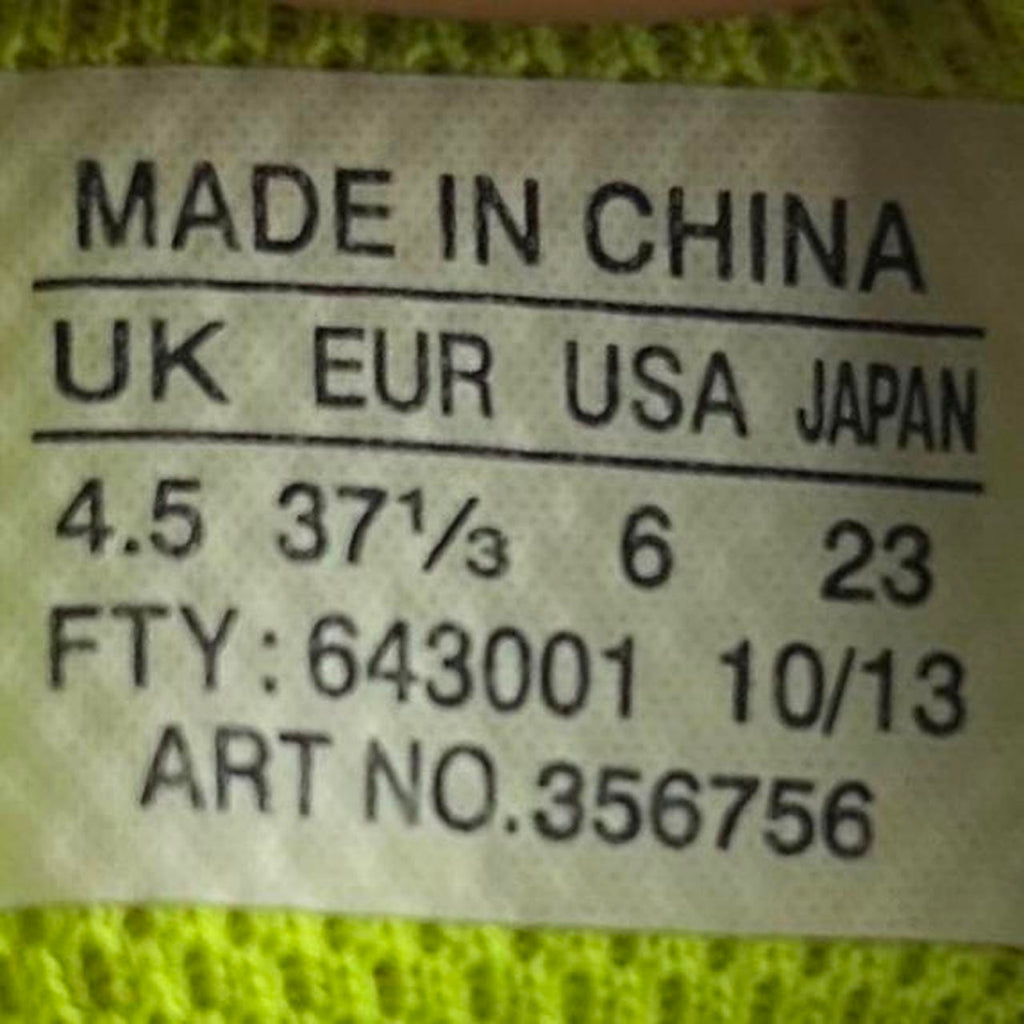 MADE IN CHINA
UK EUR USA JAPAN
4.5 37⅓ 6 23
FTY: 643001 10/13
ART NO.356756